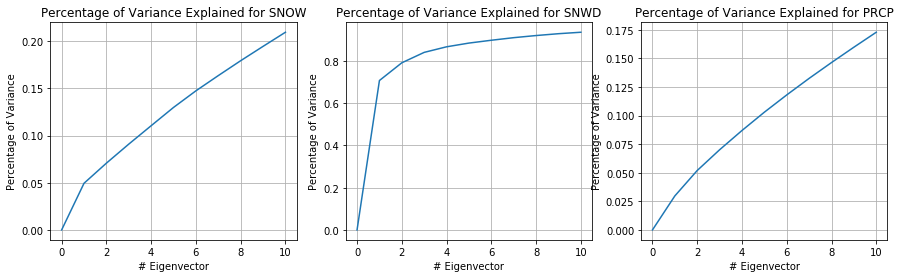 Percentage of Variance Explained for SNOW
Percentage of Variance
0.20
0.15
0.10
0.05
0.00
0 2 4 6 8 10
# Eigenvector
Percentage of Variance Explained for SNWD
Percentage of Variance
0.8
0.6
0.4
0.2
0.0
0 2 4 6 8 10
# Eigenvector
Percentage of Variance Explained for PRCP
Percentage of Variance
0.175
0.150
0.125
0.100
0.075
0.050
0.025
0.000
0 2 4 6 8 10
# Eigenvector